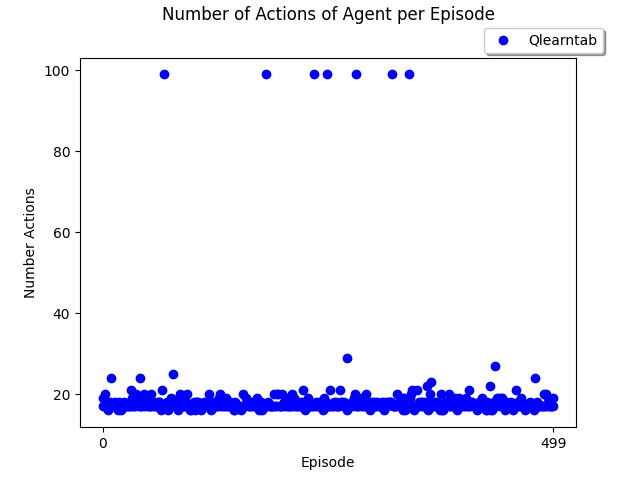 Number of Actions of Agent per Episode
Qlearntab
100
80
60
40
20
Number Actions
0
499
Episode